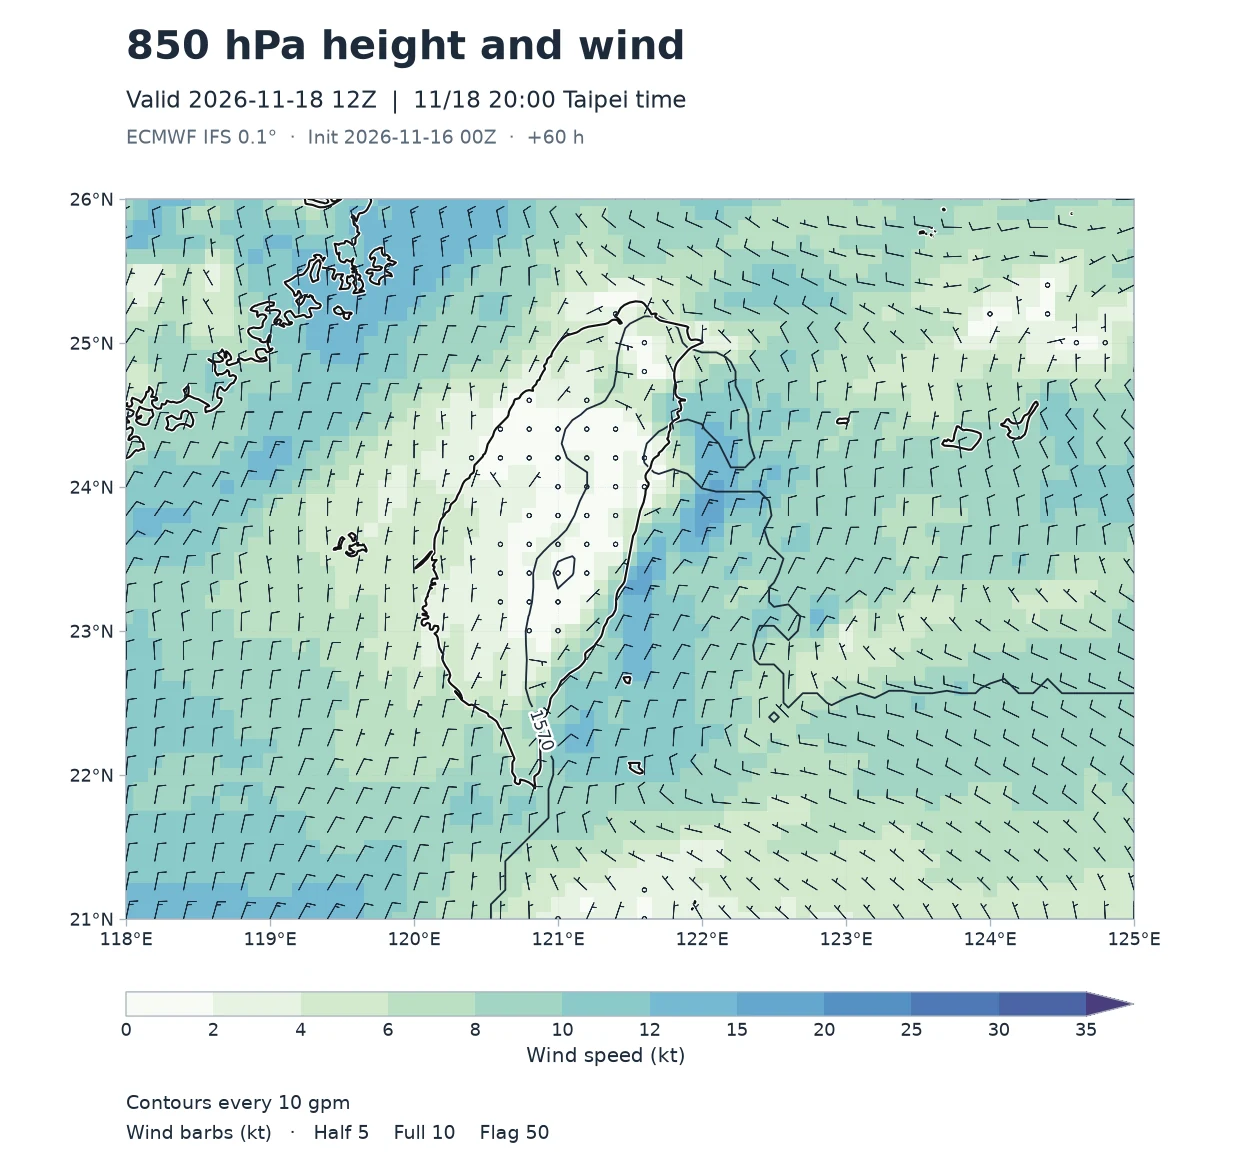 850 hPa height and wind
Valid 2026-11-18 12Z | 11/18 20:00 Taipei time
ECMWF IFS 0.1° · Init 2026-11-16 00Z · +60 h
26°N
25°N
24°N
23°N
22°N
21°N
1570
118°E 119°E 120°E 121°E 122°E 123°E 124°E 125°E
0 2 4 6 8 10 12 15 20 25 30 35
Wind speed (kt)
Contours every 10 gpm
Wind barbs (kt) · Half 5 Full 10 Flag 50